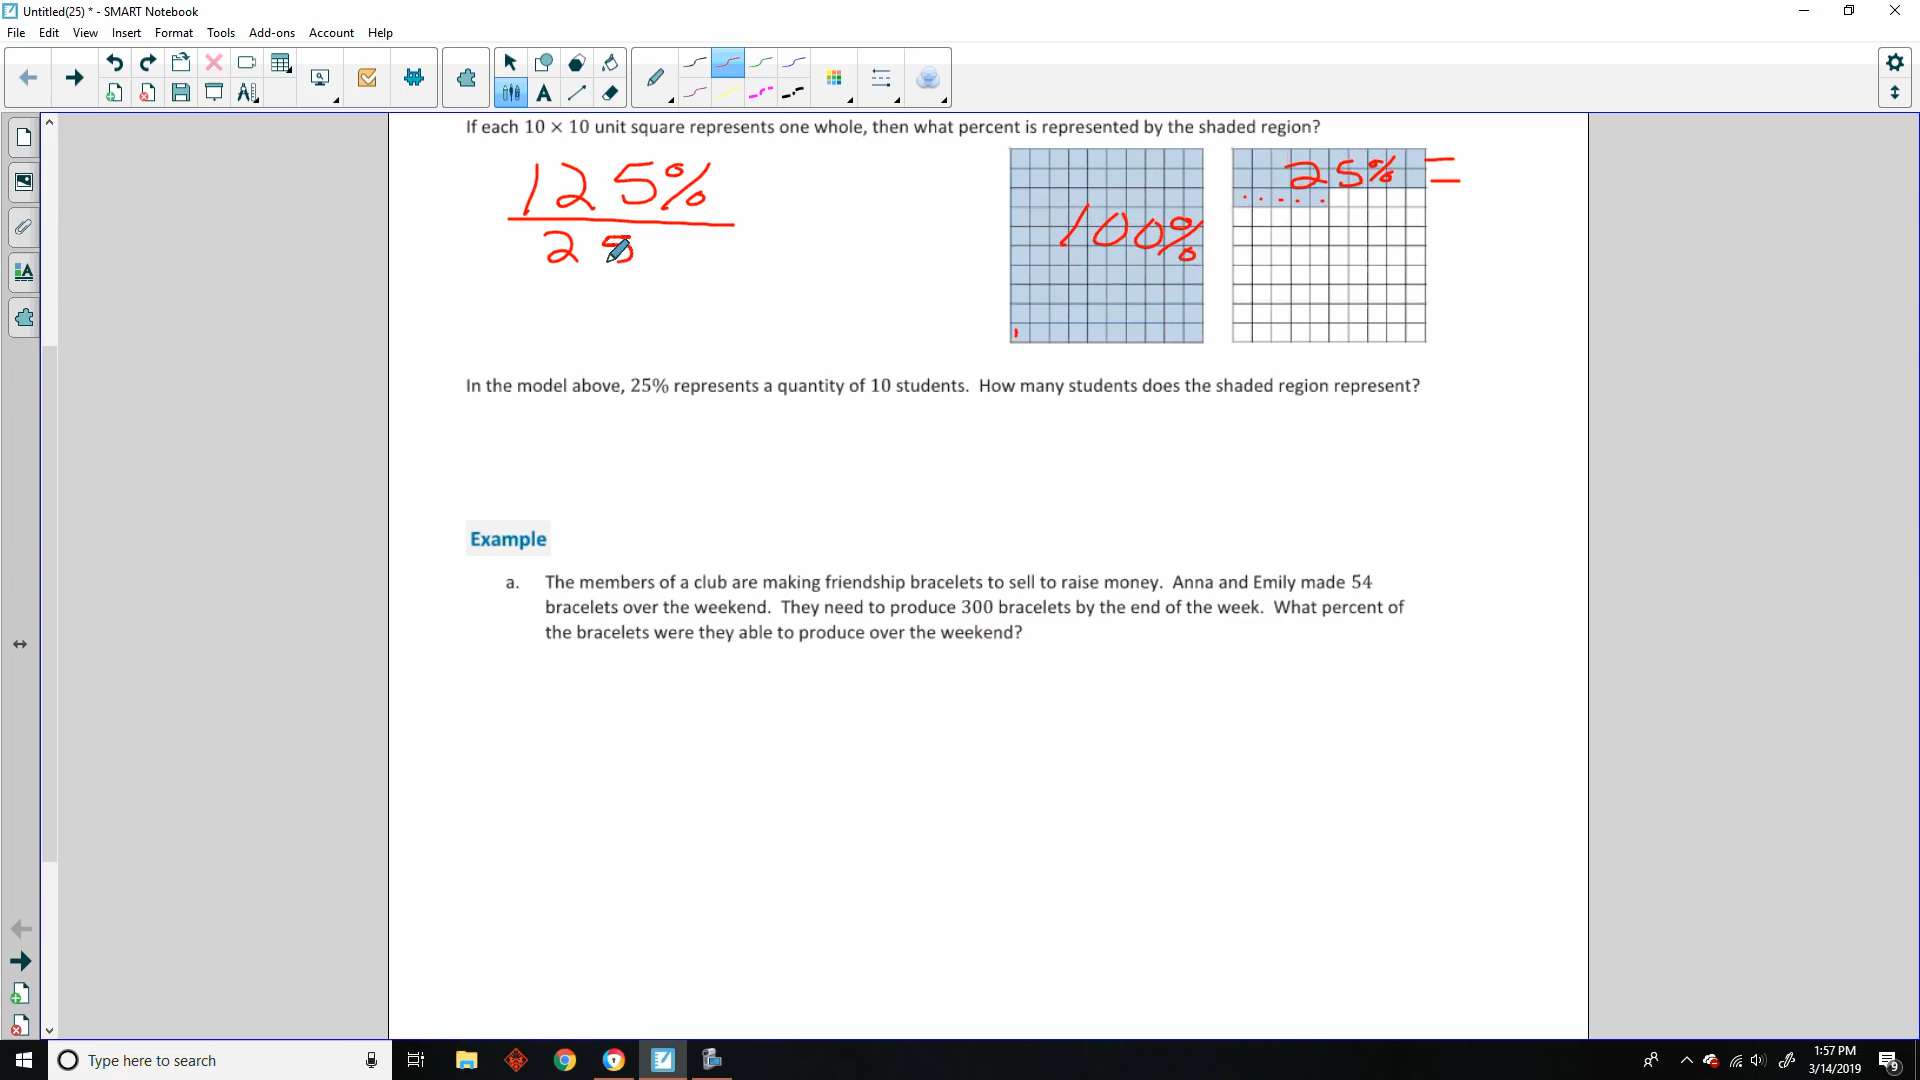 Untitled(25) * - SMART Notebook
File Edit View Insert Format Tools Add-ons Account Help
If each 10 × 10 unit square represents one whole, then what percent is represented by the shaded region?
125%
25
100%
25% =
In the model above, 25% represents a quantity of 10 students. How many students does the shaded region represent?
Example
a. The members of a club are making friendship bracelets to sell to raise money. Anna and Emily made 54
bracelets over the weekend. They need to produce 300 bracelets by the end of the week. What percent of
the bracelets were they able to produce over the weekend?
Type here to search
1:57 PM
3/14/2019
9